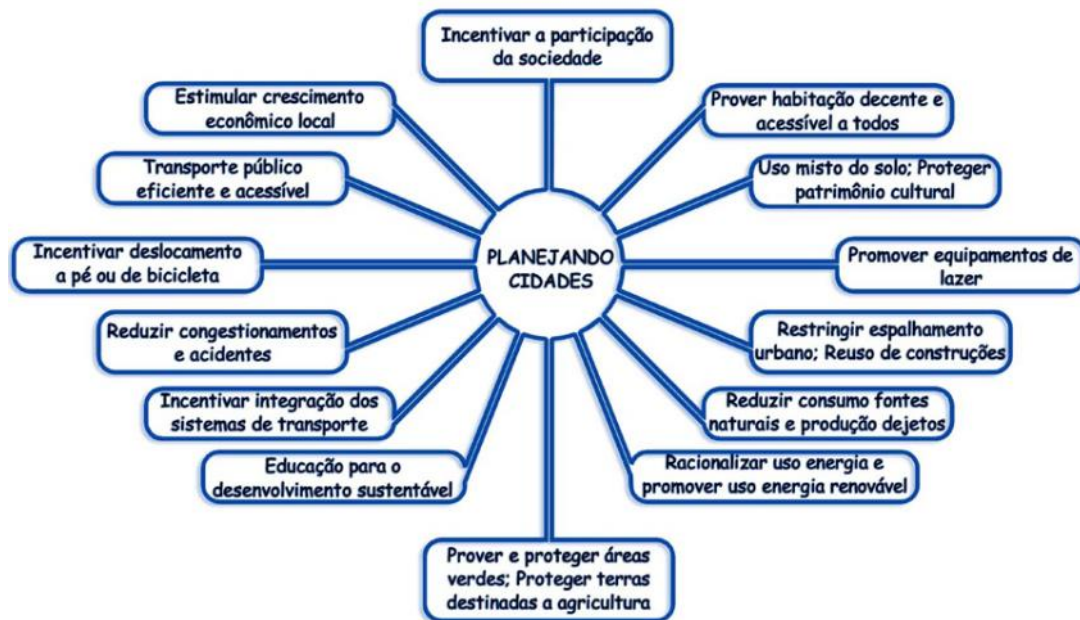 Incentivar a participação
da sociedade
Estimular crescimento
econômico local
Prover habitação decente e
acessível a todos
Transporte público
eficiente e acessível
Uso misto do solo; Proteger
patrimônio cultural
Incentivar deslocamento
a pé ou de bicicleta
PLANEJANDO
CIDADES
Promover equipamentos de
lazer
Reduzir congestionamentos
e acidentes
Restringir espalhamento
urbano; Reuso de construções
Incentivar integração dos
sistemas de transporte
Reduzir consumo fontes
naturais e produção dejetos
Educação para o
desenvolvimento sustentável
Racionalizar uso energia e
promover uso energia renovável
Prover e proteger áreas
verdes; Proteger terras
destinadas a agricultura